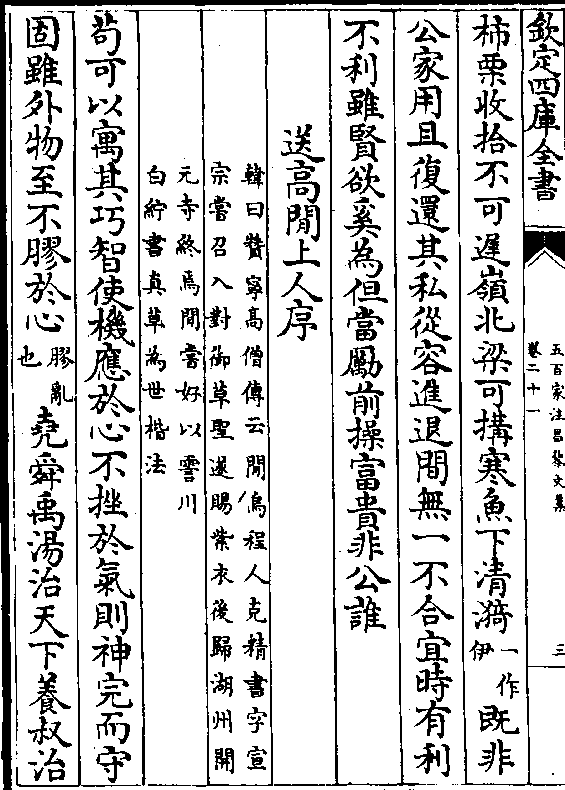 欽定四庫全書
五百家注昌黎文集
卷二十一
三
柿栗收拾不可遲嶺北梁可搆寒魚下清漪一作伊既非
公家用且復還其私從容進退間無一不合宜時有利
不利雖賢欲奚為但當勵前操富貴非公誰
送高閒上人序
韓曰贊寧高僧傳云閒烏程人克精書字宣
宗嘗召入對御草聖遂賜紫衣後歸湖州開
元寺終焉閒嘗好以霅川
白紵書真草為世楷法
茍可以寓其巧智使機應於心不挫於氣則神完而守
固雖外物至不膠於心膠亂也堯舜禹湯治天下養叔治